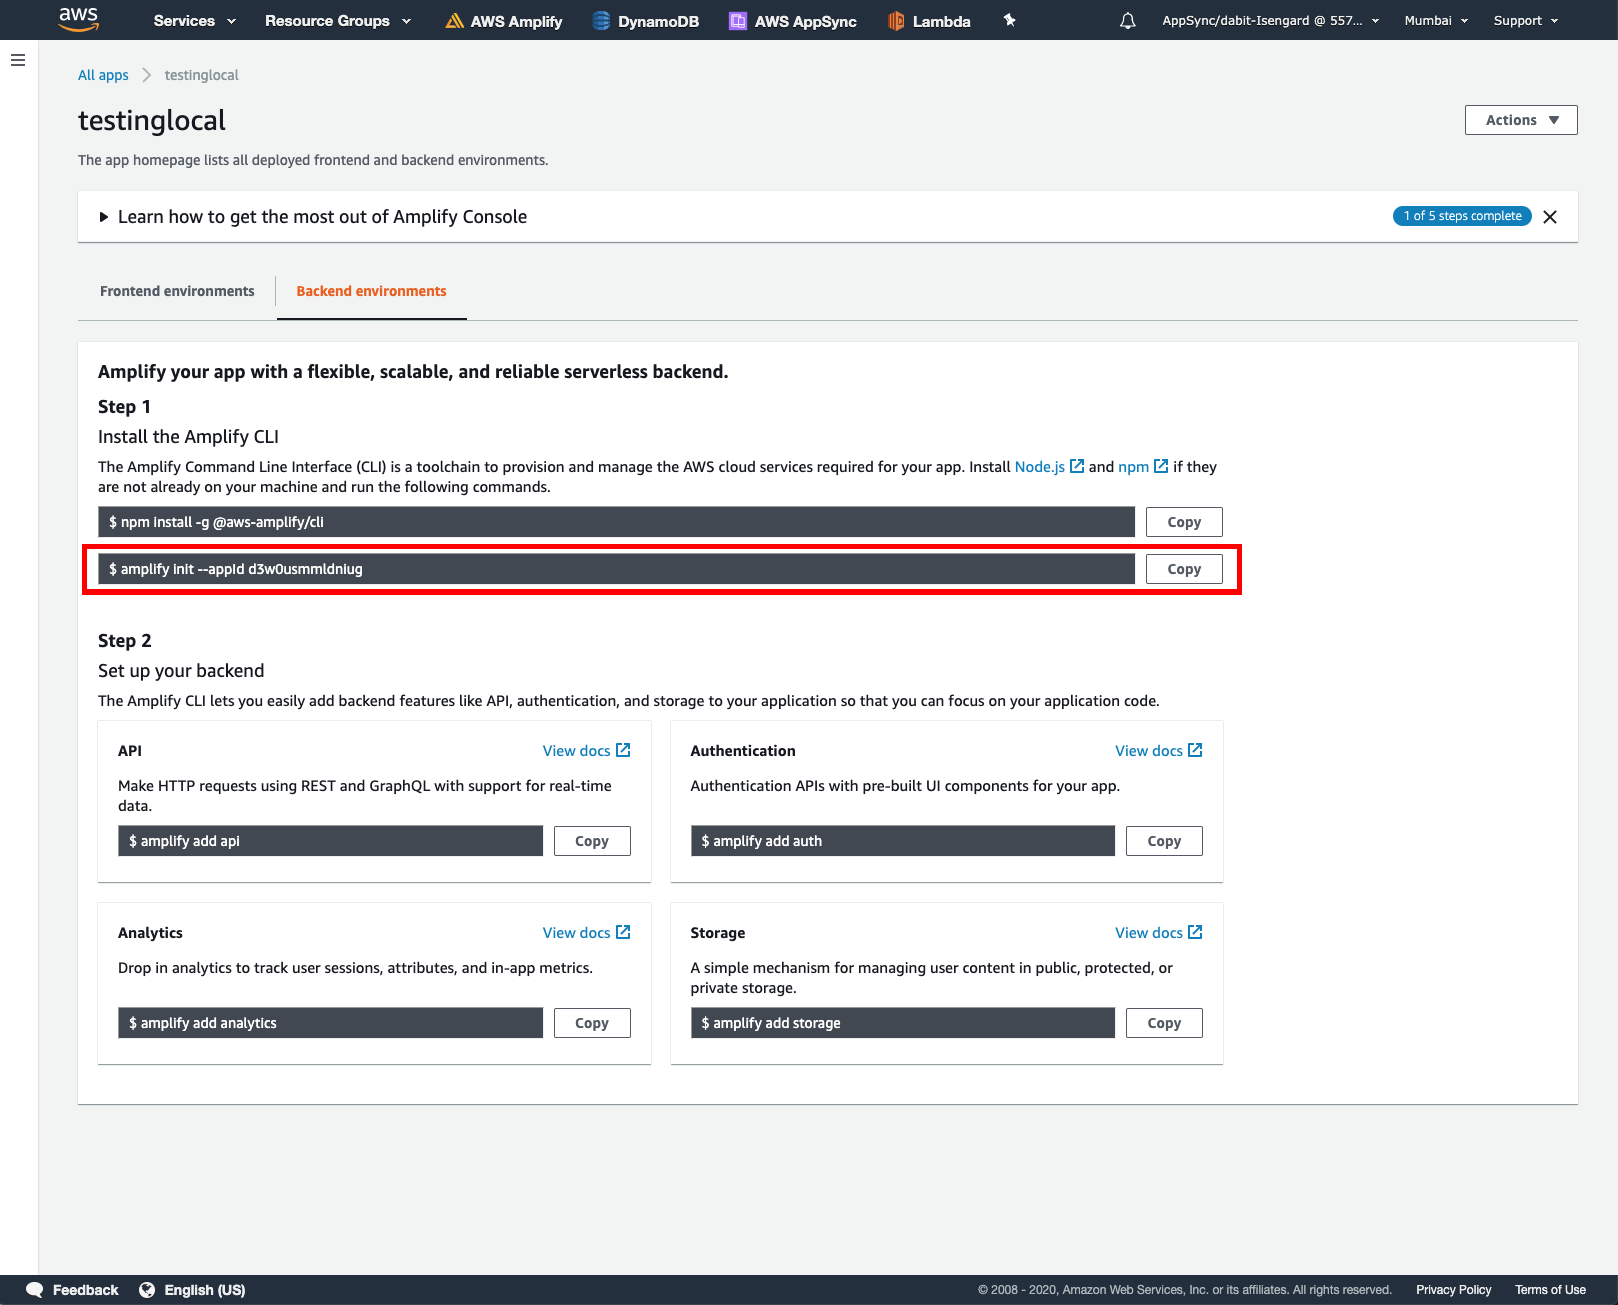 aws Services Resource Groups AWS Amplify DynamoDB AWS AppSync Lambda AppSync/dabit-Isengard @ 557... Mumbai Support
All apps testinglocal
testinglocal
Actions
The app homepage lists all deployed frontend and backend environments.
Learn how to get the most out of Amplify Console
1 of 5 steps complete
Frontend environments Backend environments
Amplify your app with a flexible, scalable, and reliable serverless backend.
Step 1
Install the Amplify CLI
The Amplify Command Line Interface (CLI) is a toolchain to provision and manage the AWS cloud services required for your app. Install Node.js and npm if they
are not already on your machine and run the following commands.
$ npm install -g @aws-amplify/cli Copy
$ amplify init --appId d3w0usmmldniug Copy
Step 2
Set up your backend
The Amplify CLI lets you easily add backend features like API, authentication, and storage to your application so that you can focus on your application code.
API View docs
Make HTTP requests using REST and GraphQL with support for real-time
data.
$ amplify add api Copy
Authentication View docs
Authentication APIs with pre-built UI components for your app.
$ amplify add auth Copy
Analytics View docs
Drop in analytics to track user sessions, attributes, and in-app metrics.
$ amplify add analytics Copy
Storage View docs
A simple mechanism for managing user content in public, protected, or
private storage.
$ amplify add storage Copy
Feedback English (US) © 2008 - 2020, Amazon Web Services, Inc. or its affiliates. All rights reserved. Privacy Policy Terms of Use